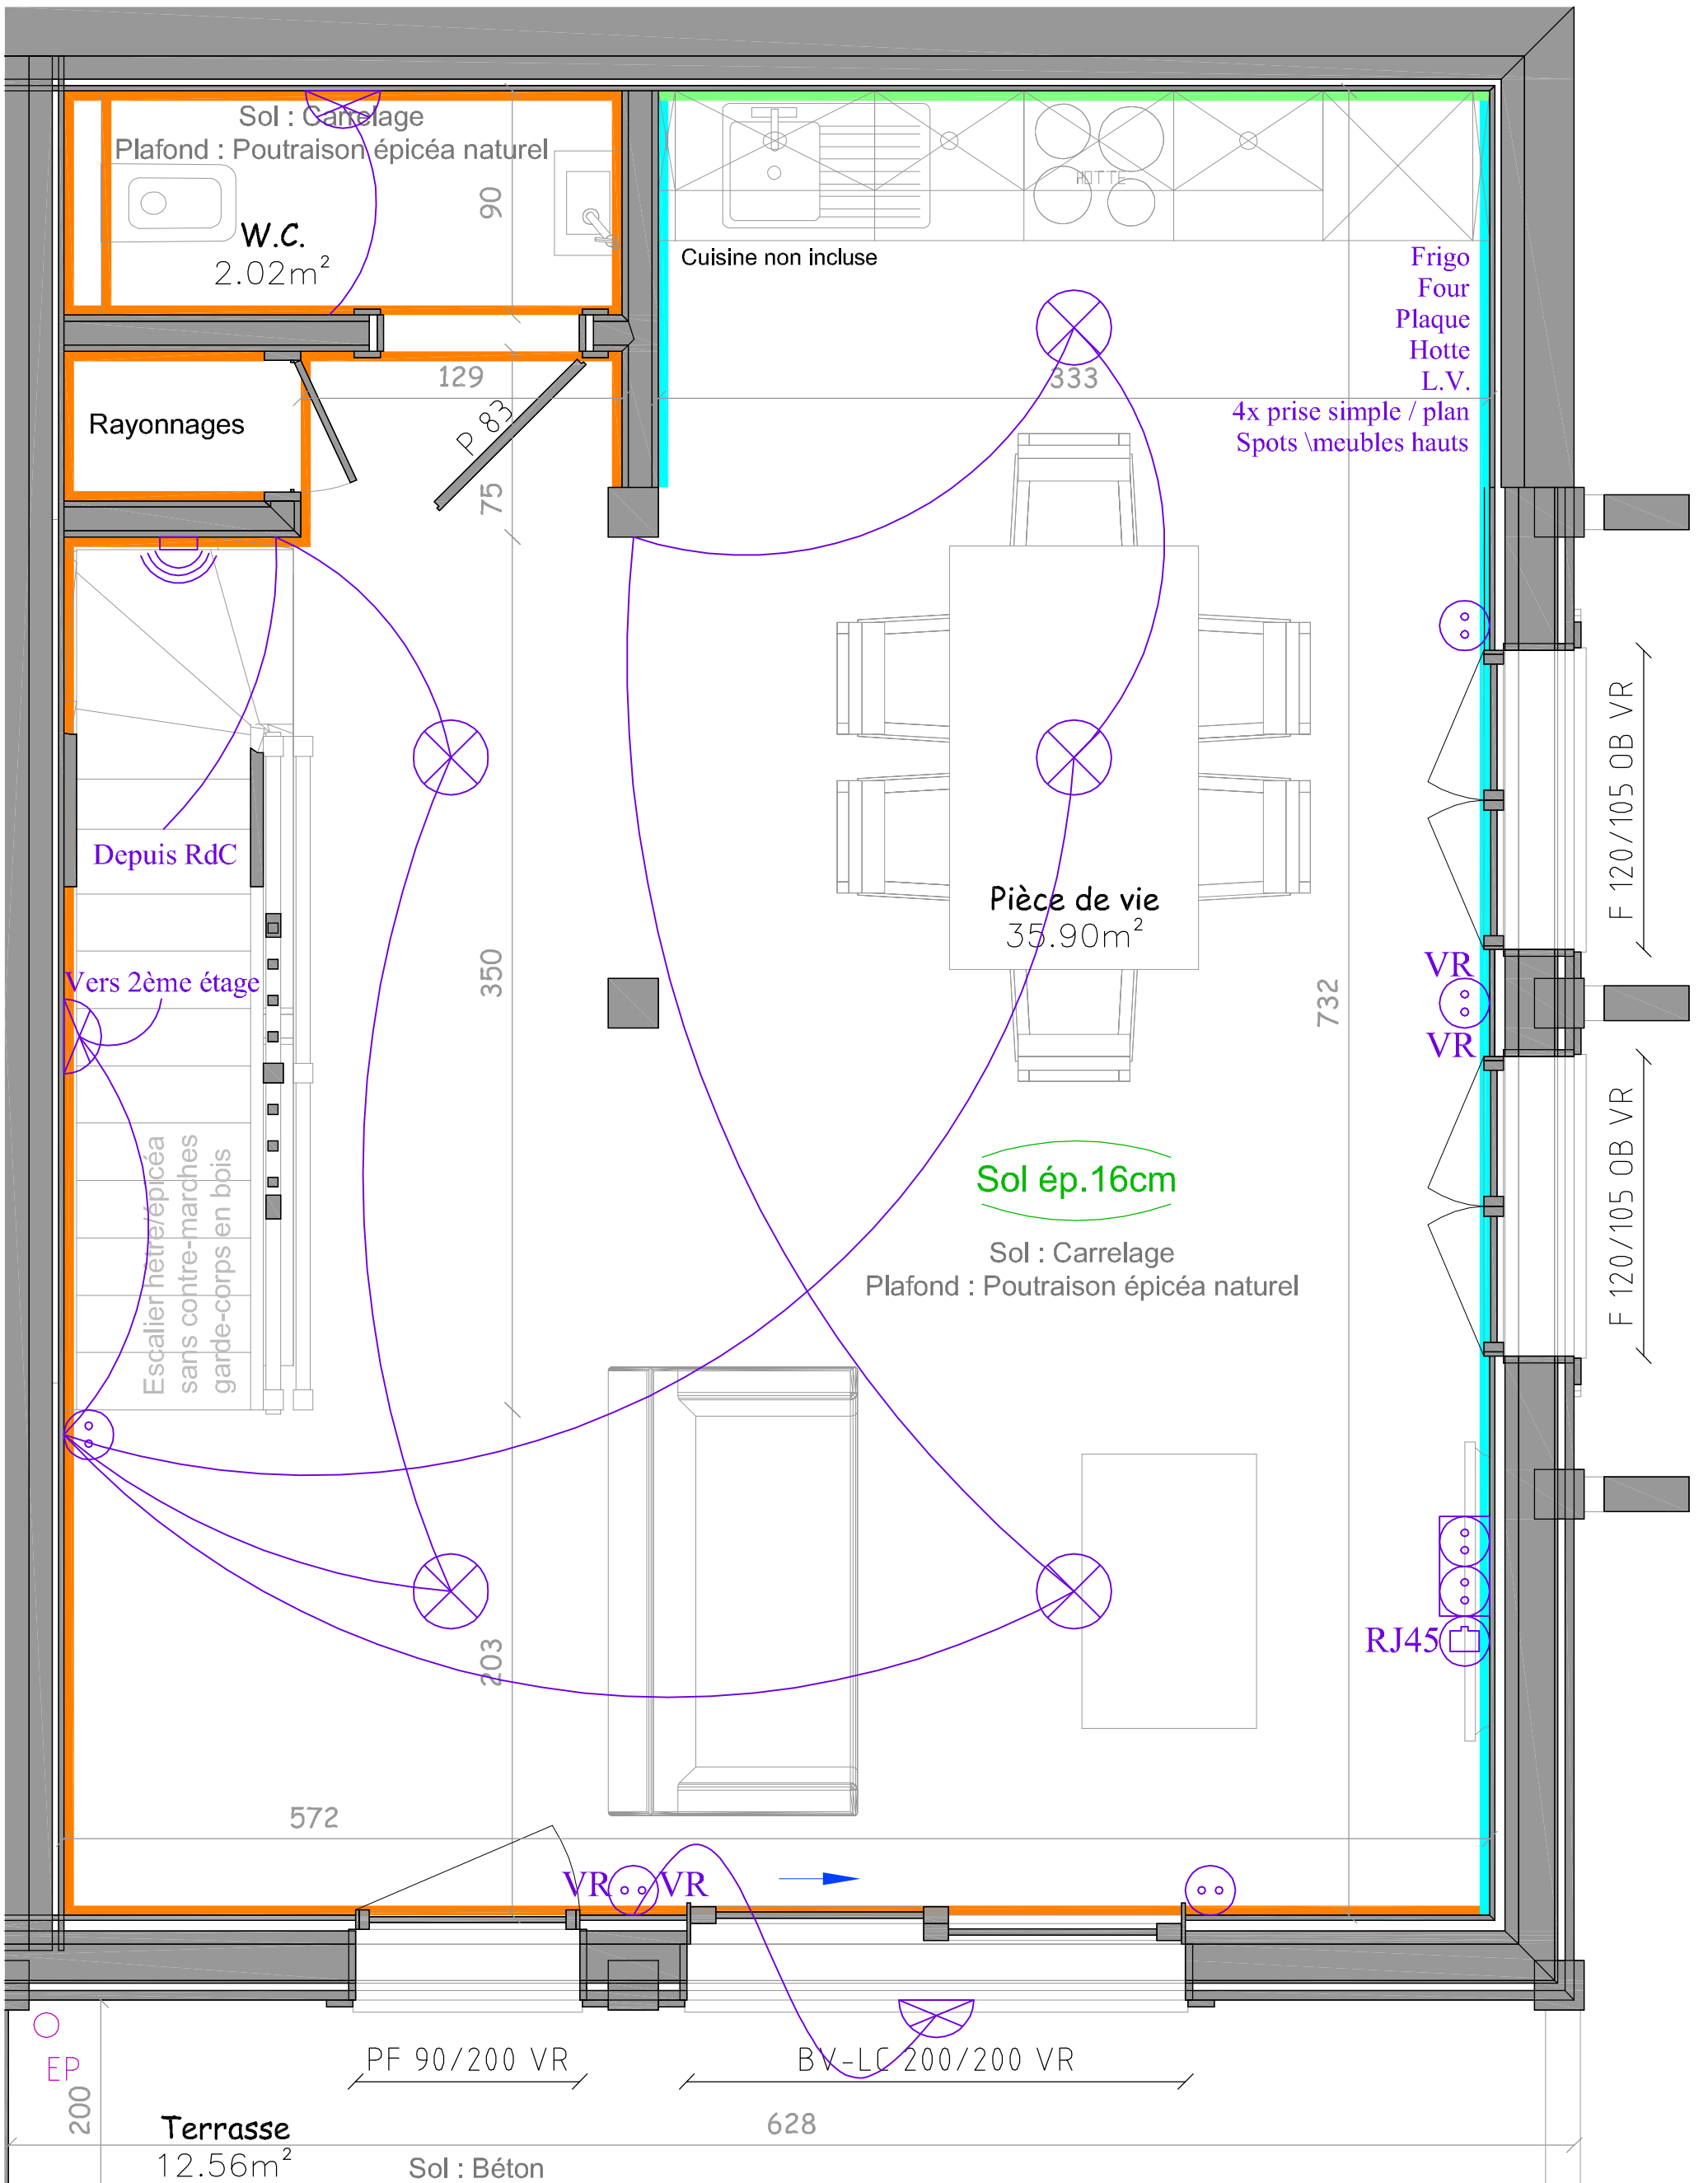 Sol : Carrelage
Plafond : Poutraison épicéa naturel
W.C.
2.02m²
90
HOTTE
Cuisine non incluse
Frigo
Four
Plaque
Hotte
L.V.
4x prise simple / plan
Spots \meubles hauts
129
333
P 83
Rayonnages
75
F 120/105 OB VR
Depuis RdC
Pièce de vie
35.90m²
VR
Vers 2ème étage
350
732
VR
Escalier hêtre/épicéa
sans contre-marches
garde-corps en bois
F 120/105 OB VR
Sol ép.16cm
Sol : Carrelage
Plafond : Poutraison épicéa naturel
203
RJ45
572
VR
VR
EP
PF 90/200 VR
BV-LC 200/200 VR
200
Terrasse
12.56m²
628
Sol : Béton